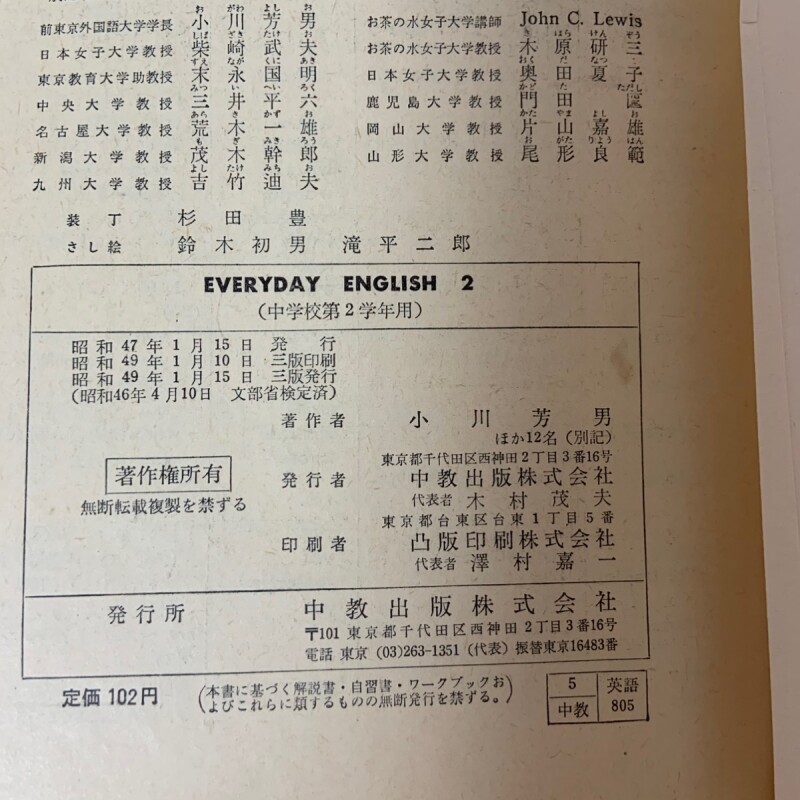 前東京外国語大学学長 小川芳男
日本女子大学教授 小柴崎武夫
東京教育大学助教授 末永国明
中央大学教授 三井平六
名古屋大学教授 荒木一雄
新潟大学教授 茂木幹郎
九州大学教授 吉竹迪夫
お茶の水女子大学講師 John C. Lewis
お茶の水女子大学教授 木原研三
日本女子大学教授 奥田夏子
鹿児島大学教授 門田匡
岡山大学教授 片山嘉雄
山形大学教授 尾形良範
装丁 杉田豊
さし絵 鈴木初男 滝平二郎
EVERYDAY ENGLISH 2
(中学校第2学年用)
昭和47年1月15日 発行
昭和49年1月10日 三版印刷
昭和49年1月15日 三版発行
(昭和46年4月10日 文部省検定済)
著作権所有
無断転載複製を禁ずる
著作者 小川芳男
ほか12名(別記)
東京都千代田区西神田2丁目3番16号
発行者 中教出版株式会社
代表者 木村茂夫
東京都台東区台東1丁目5番
印刷者 凸版印刷株式会社
代表者 澤村嘉一
発行所 中教出版株式会社
〒101 東京都千代田区西神田2丁目3番16号
電話 東京 (03)263-1351 (代表) 振替東京16483番
定価 102円
(本書に基づく解説書・自習書・ワークブックお
よびこれらに類するものの無断発行を禁ずる。)
5 英語
中教 805